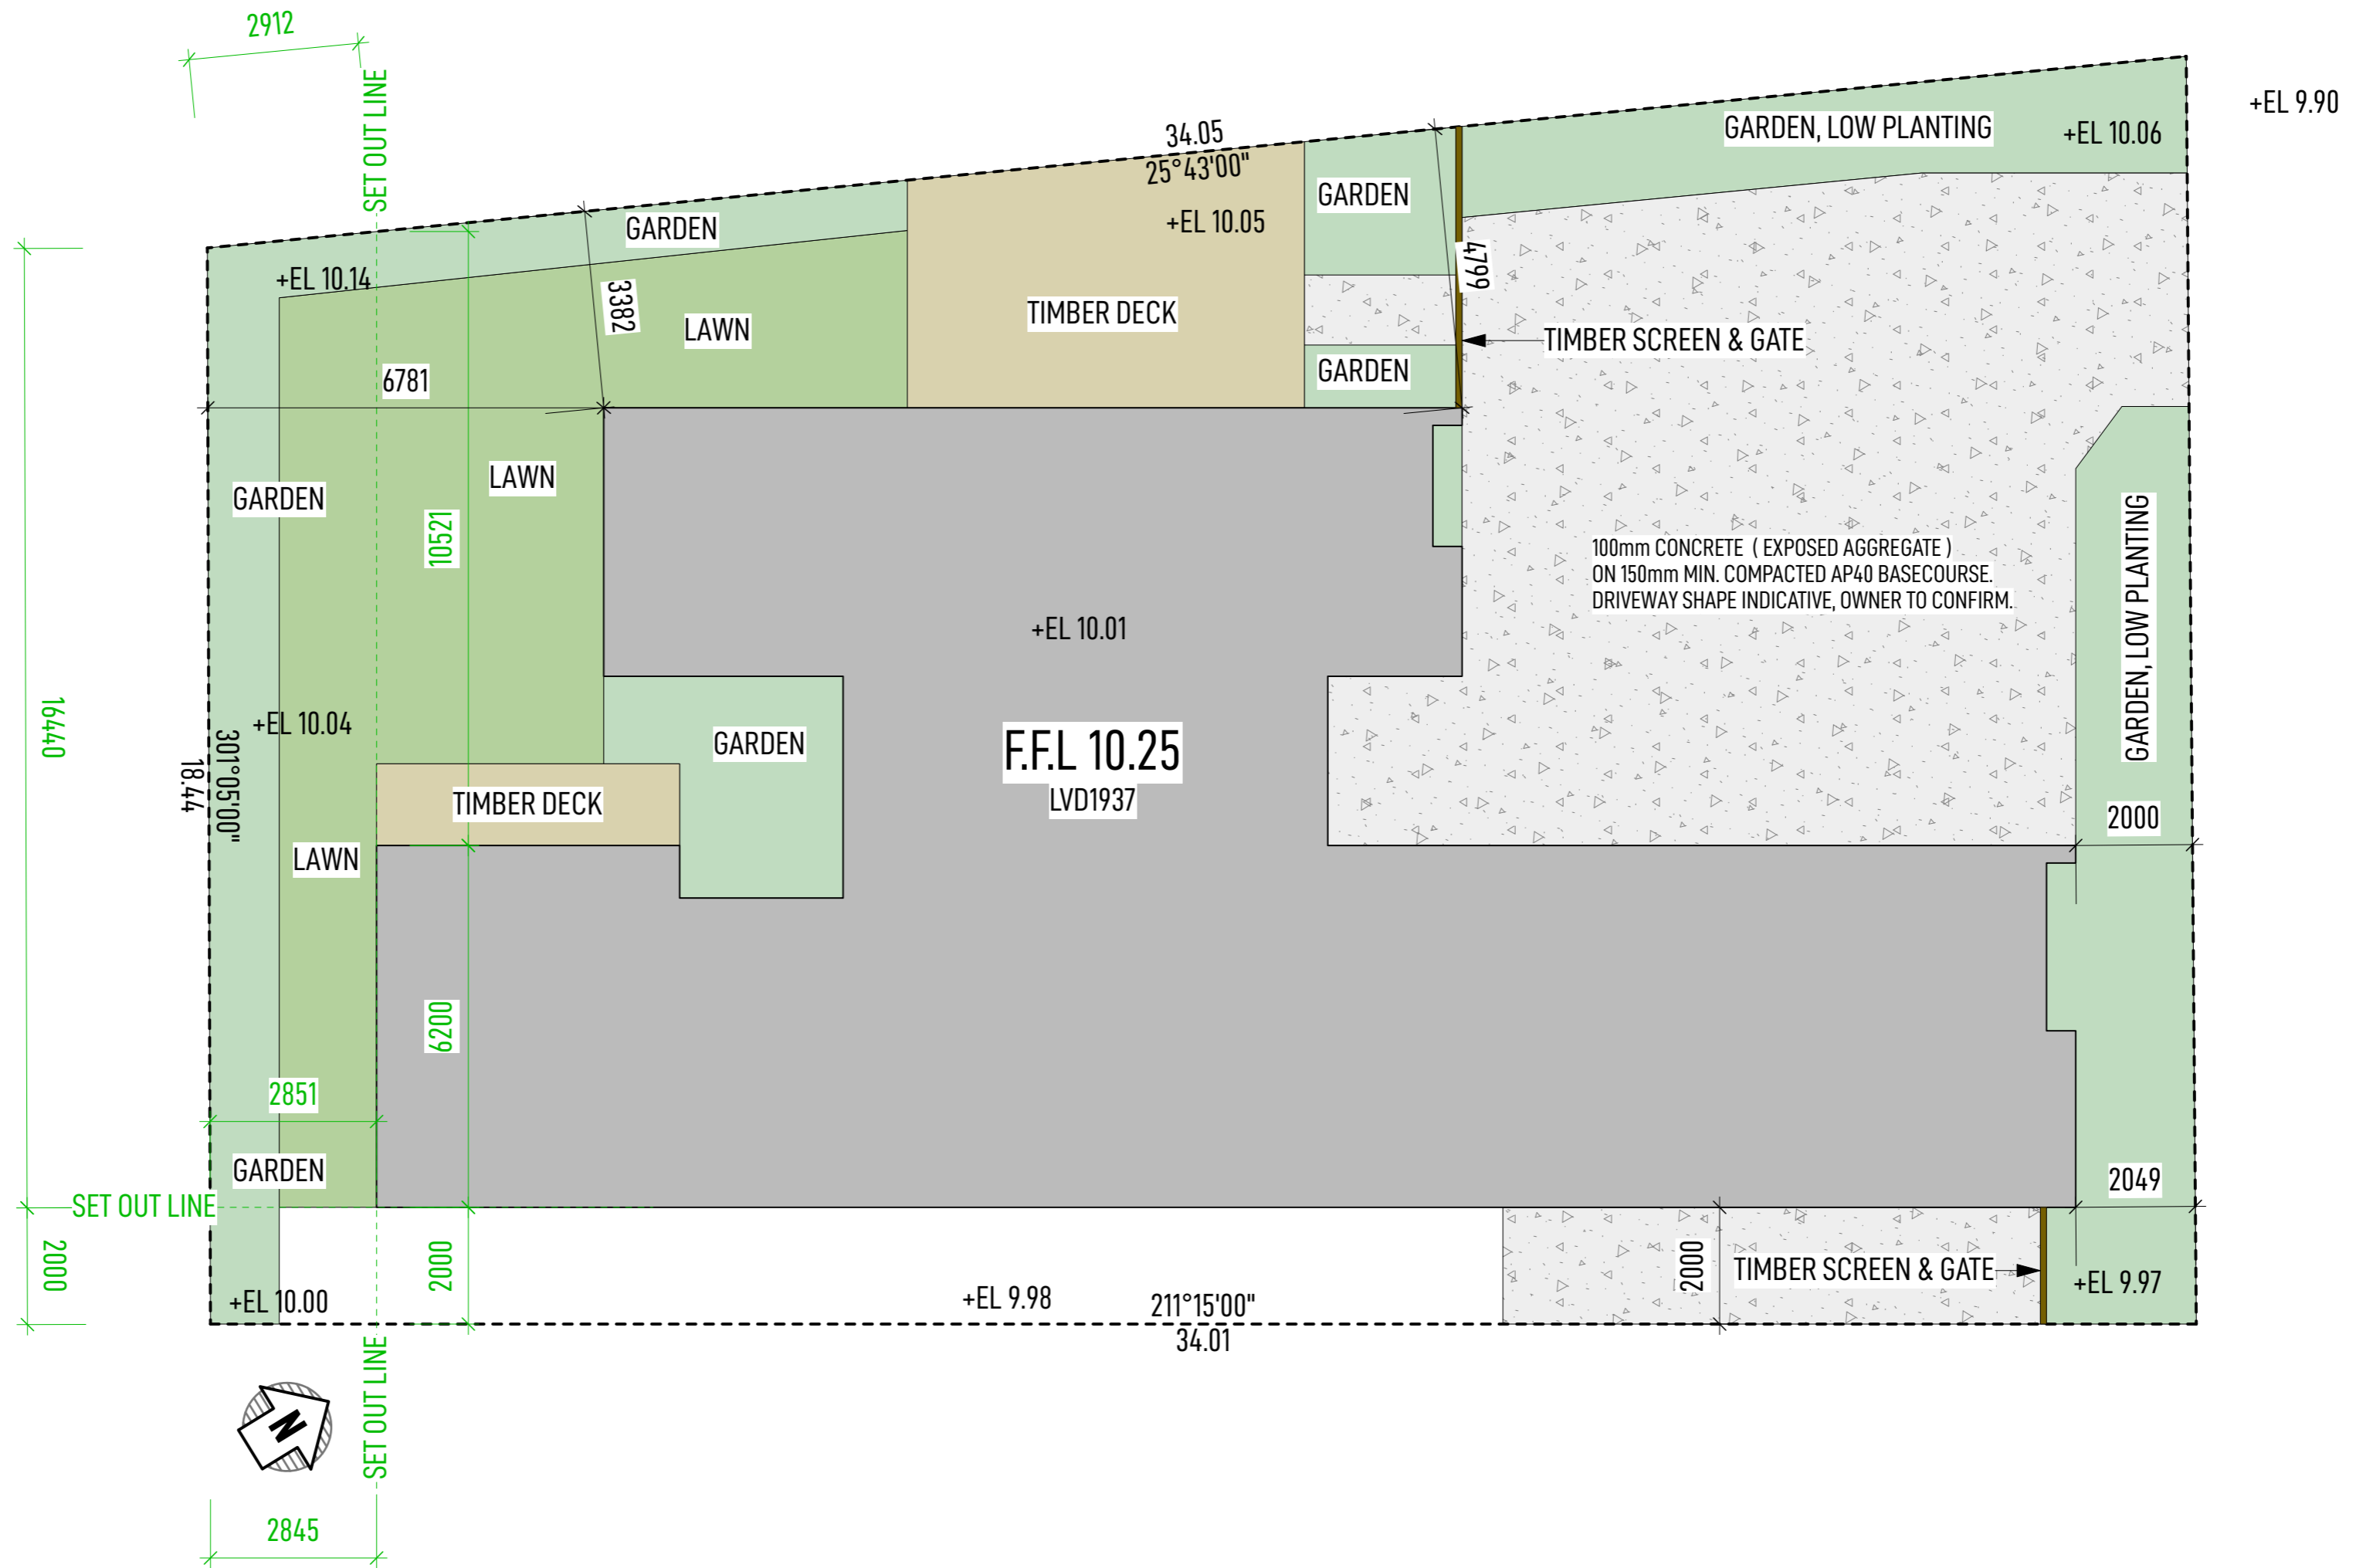 2912
SET OUT LINE
+EL 9.90
34.05
25°43'00"
GARDEN, LOW PLANTING
+EL 10.06
GARDEN
GARDEN
+EL 10.05
+EL 10.14
3382
LAWN
TIMBER DECK
4799
TIMBER SCREEN & GATE
6781
GARDEN
GARDEN
LAWN
10521
100mm CONCRETE ( EXPOSED AGGREGATE )
ON 150mm MIN. COMPACTED AP40 BASECOURSE.
DRIVEWAY SHAPE INDICATIVE, OWNER TO CONFIRM.
GARDEN, LOW PLANTING
+EL 10.01
16440
+EL 10.04
301°05'00"
18.44
GARDEN
F.F.L 10.25
LVD1937
TIMBER DECK
2000
LAWN
6200
2851
GARDEN
2049
SET OUT LINE
2000
2000
2000
TIMBER SCREEN & GATE
+EL 9.97
+EL 10.00
+EL 9.98
211°15'00"
34.01
SET OUT LINE
N
2845